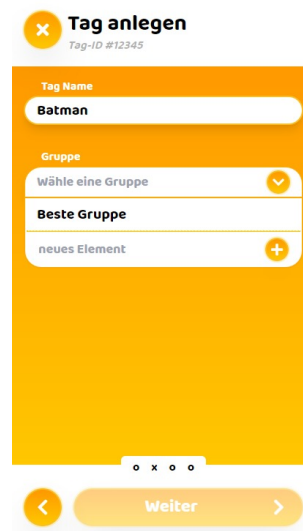 Tag anlegen
Tag-ID #12345
Tag Name
Batman
Gruppe
Wähle eine Gruppe
Beste Gruppe
neues Element
o x o o
Weiter